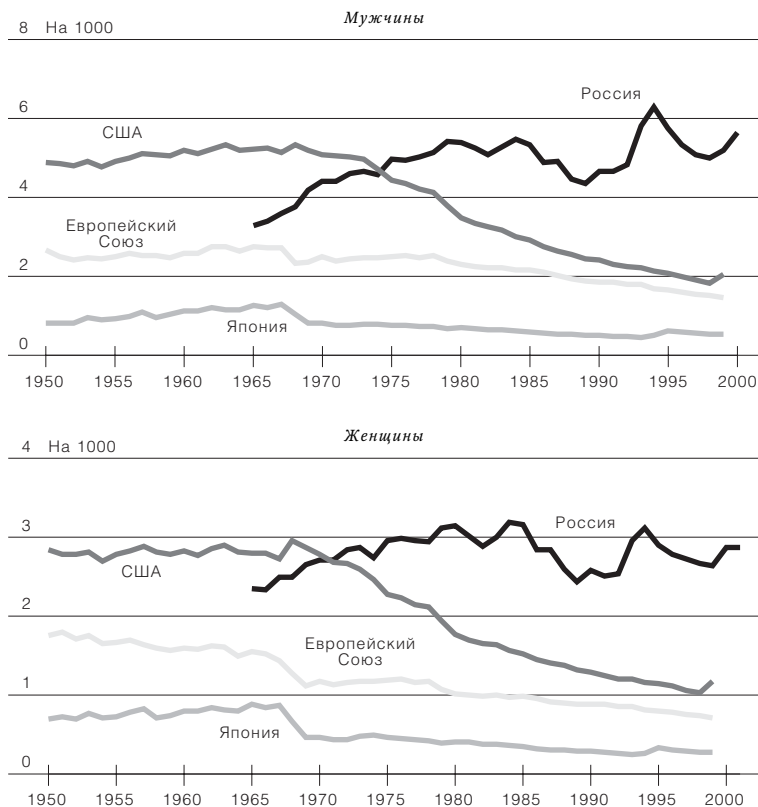 Мужчины
8 На 1000
Россия
6
США
4
Европейский
Союз
2
Япония
0
1950 1955 1960 1965 1970 1975 1980 1985 1990 1995 2000
Женщины
4 На 1000
Россия
3
США
2
Европейский
Союз
1
Япония
0
1950 1955 1960 1965 1970 1975 1980 1985 1990 1995 2000